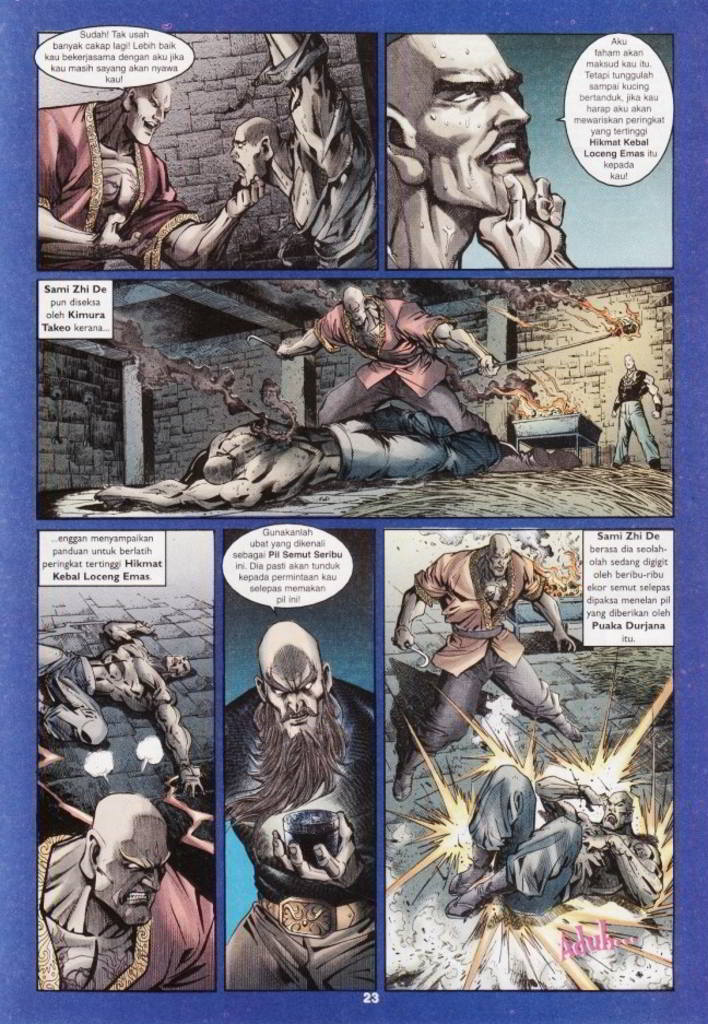 Sudah! Tak usah
banyak cakap lagi! Lebih baik
kau bekerjasama dengan aku jika
kau masih sayang akan nyawa
kau!
Aku
faham akan
maksud kau itu.
Tetapi tunggulah
sampai kucing
bertanduk, jika kau
harap aku akan
mewariskan peringkat
yang tertinggi
Hikmat Kebal
Loceng Emas itu
kepada
kau!
Sami Zhi De
pun diseksa
oleh Kimura
Takeo kerana...
...enggan menyampaikan
panduan untuk berlatih
peringkat tertinggi Hikmat
Kebal Loceng Emas.
Gunakanlah
ubat yang dikenali
sebagai Pil Semut Seribu
ini. Dia pasti akan tunduk
kepada permintaan kau
selepas memakan
pil ini!
Sami Zhi De
berasa dia seolah-
olah sedang digigit
oleh beribu-ribu
ekor semut selepas
dipaksa menelan pil
yang diberikan oleh
Puaka Durjana
itu.
Aduh...
23